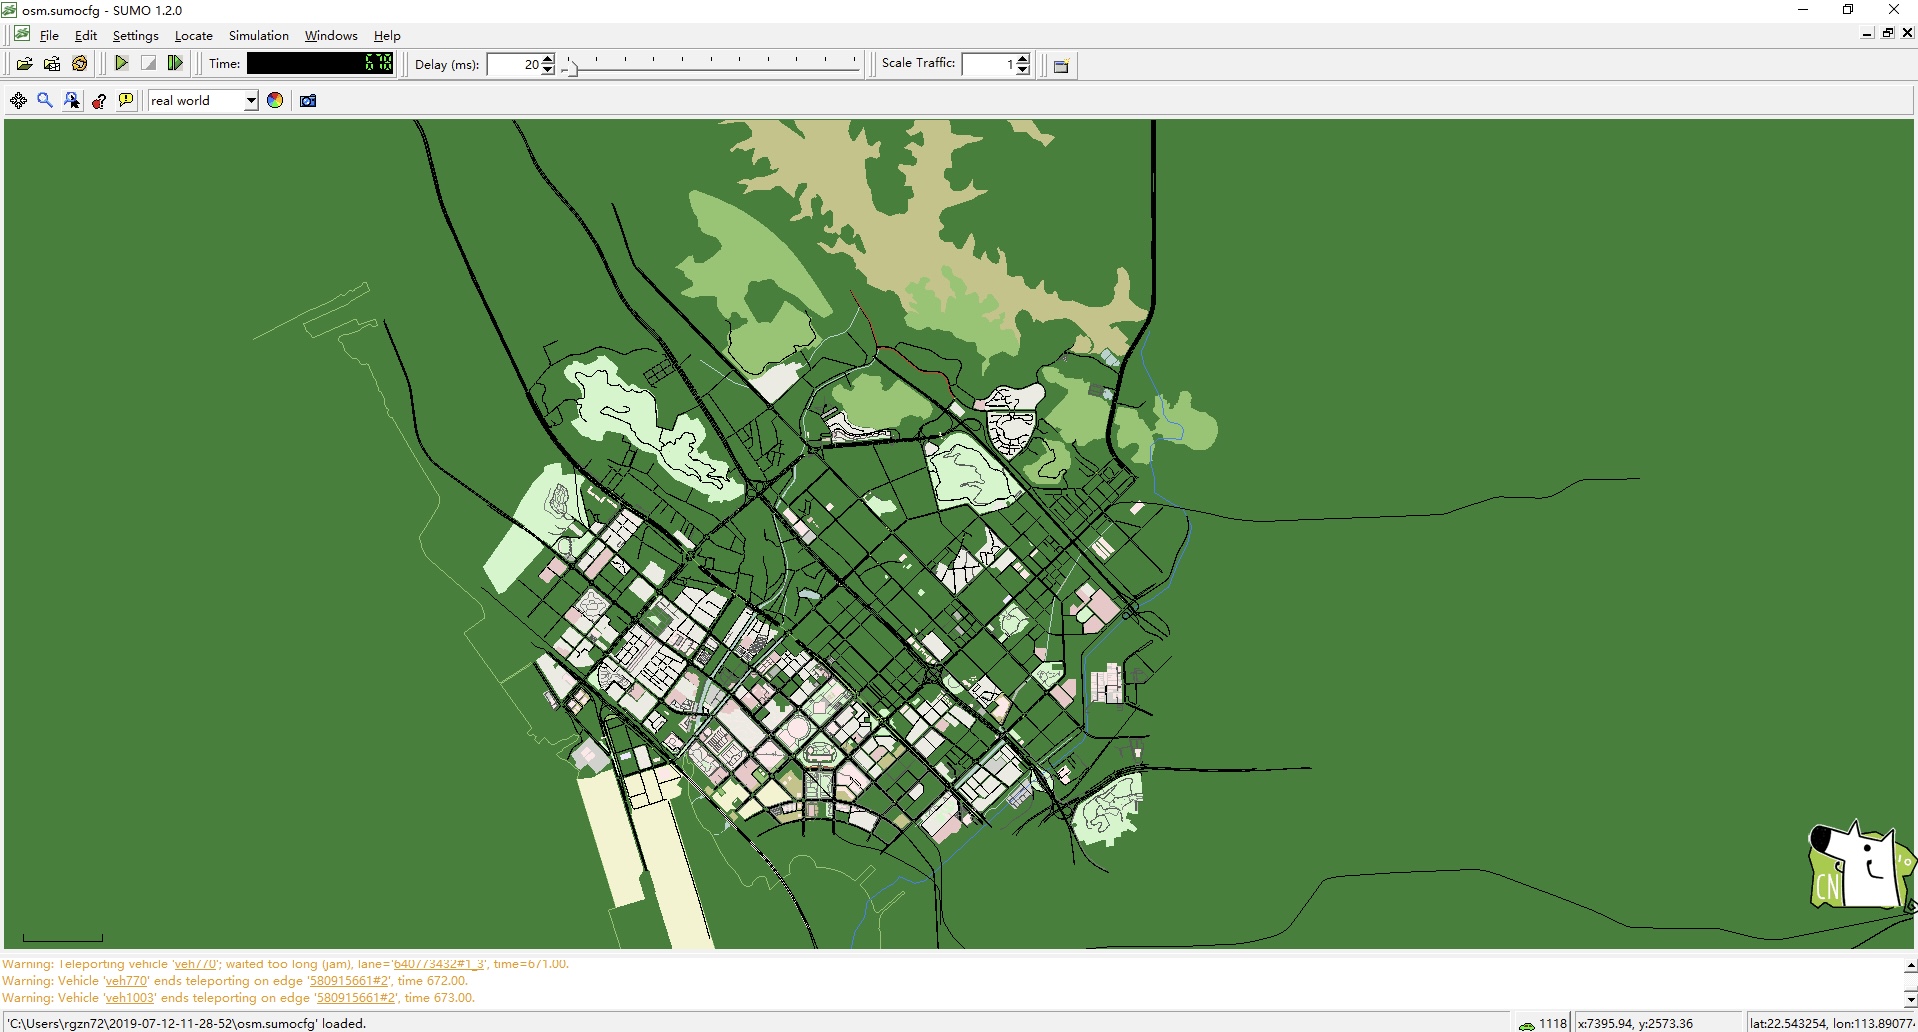 osm.sumocfg - SUMO 1.2.0
File Edit Settings Locate Simulation Windows Help
Time: 678 Delay (ms): 20 Scale Traffic: 1
real world
CN
Warning: Teleporting vehicle 'veh770'; waited too long (jam), lane='640773432#1_3', time=671.00.
Warning: Vehicle 'veh770' ends teleporting on edge '580915661#2', time 672.00.
Warning: Vehicle 'veh1003' ends teleporting on edge '580915661#2', time 673.00.
'C:\Users\rgzn72\2019-07-12-11-28-52\osm.sumocfg' loaded.
1118 x:7395.94, y:2573.36 lat:22.543254, lon:113.89077